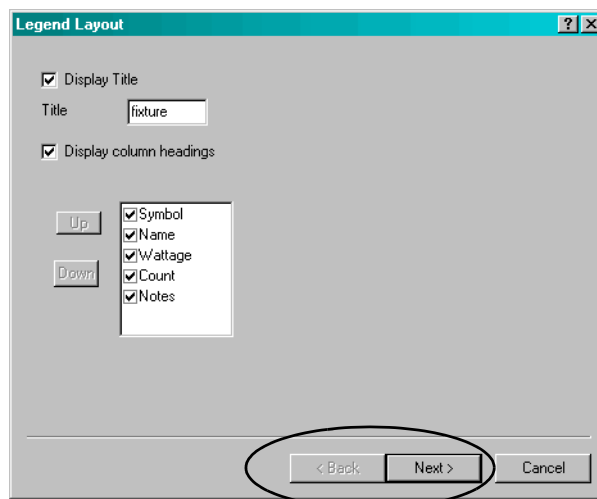 Legend Layout
Display Title
Title fixture
Display column headings
Up
Down
Symbol
Name
Wattage
Count
Notes
< Back Next > Cancel